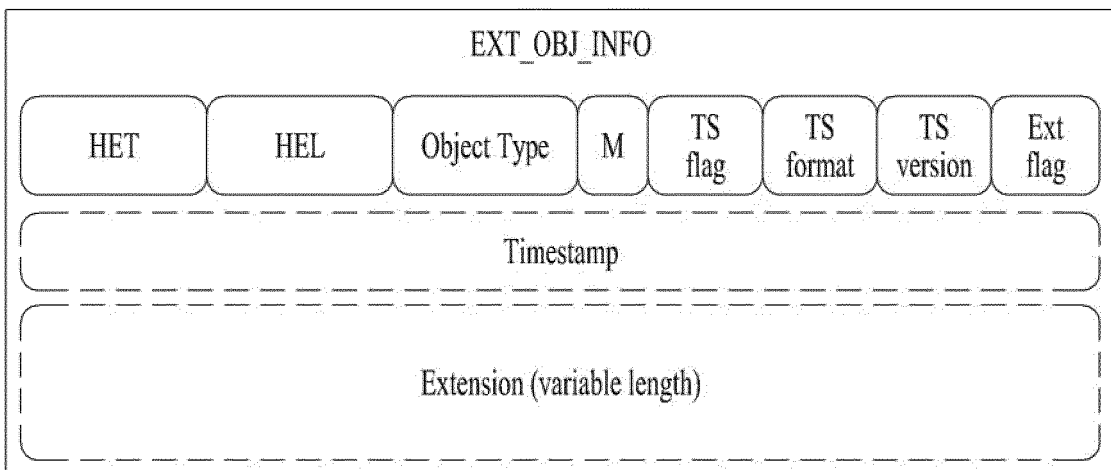 EXT_OBJ_INFO
HET HEL Object Type M TS flag TS format TS version Ext flag
Timestamp
Extension (variable length)